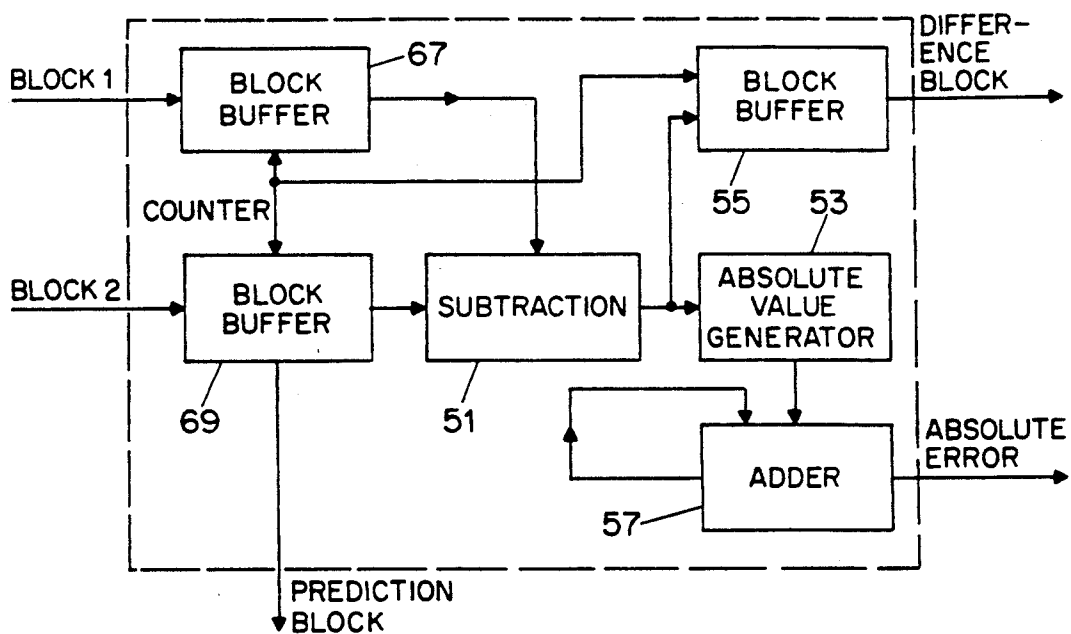 BLOCK 1
BLOCK
BUFFER
67
BLOCK
BUFFER
55
DIFFER-
ENCE
BLOCK
COUNTER
BLOCK 2
BLOCK
BUFFER
69
SUBTRACTION
51
53
ABSOLUTE
VALUE
GENERATOR
ADDER
57
ABSOLUTE
ERROR
PREDICTION
BLOCK